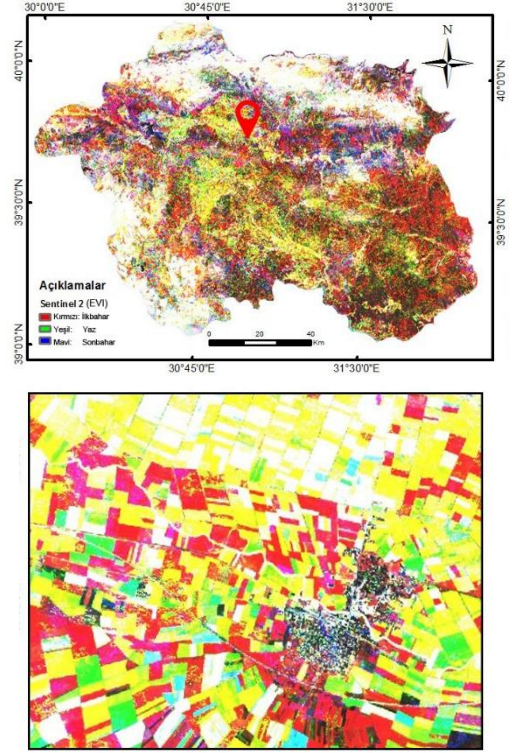 30°0'0"E 30°45'0"E 31°30'0"E
N
40°0'0"N 40°0'0"N
39°30'0"N 39°30'0"N
Açıklamalar
Sentinel 2 (EVI)
Kırmızı: İlkbahar
Yeşil: Yaz
Mavi: Sonbahar
0 20 40
Km
39°0'0"N
30°45'0"E 31°30'0"E